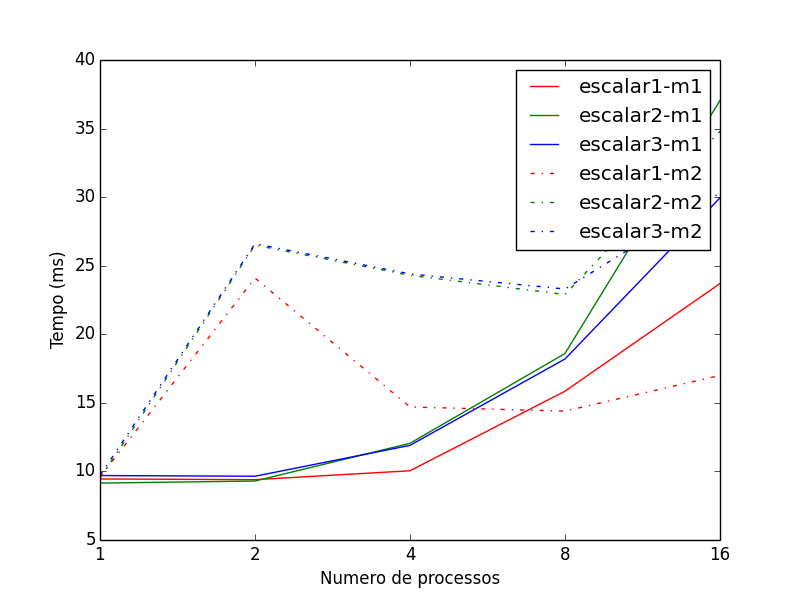 40
35
30
25
20
15
10
5
Tempo (ms)
escalar1-m1
escalar2-m1
escalar3-m1
escalar1-m2
escalar2-m2
escalar3-m2
1 2 4 8 16
Numero de processos